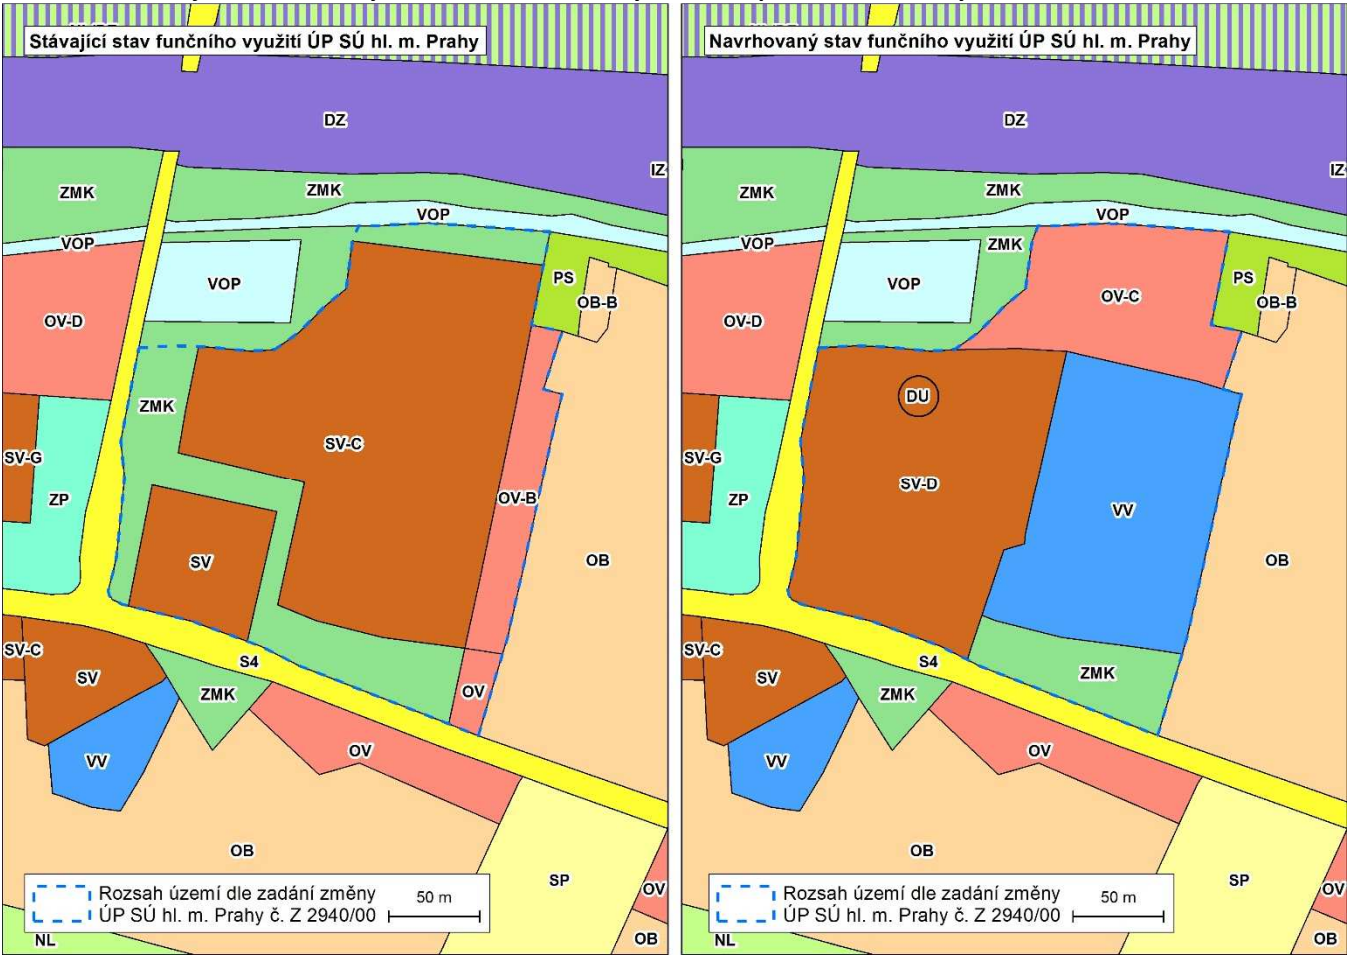 Stávající stav funčního využití ÚP SÚ hl. m. Prahy
DZ
IZ
ZMK
ZMK
VOP
VOP
VOP
PS
OB-B
OV-D
ZMK
SV-C
SV-G
ZP
OV-B
SV
OB
SV-C
S4
SV
ZMK
OV
OV
VV
OB
SP
OV
Rozsah území dle zadání změny
ÚP SÚ hl. m. Prahy č. Z 2940/00
50 m
NL
OB
Navrhovaný stav funčního využití ÚP SÚ hl. m. Prahy
DZ
IZ
ZMK
ZMK
VOP
VOP
ZMK
VOP
PS
OB-B
OV-C
OV-D
DU
SV-G
SV-D
ZP
VV
OB
SV-C
S4
SV
ZMK
ZMK
OV
VV
OB
SP
OV
Rozsah území dle zadání změny
ÚP SÚ hl. m. Prahy č. Z 2940/00
50 m
NL
OB